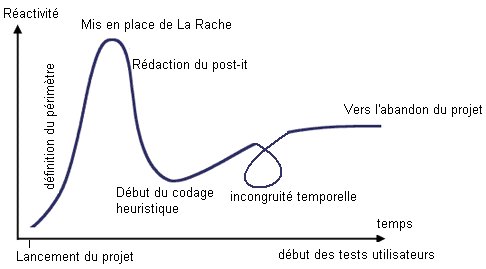 Réactivité
Mis en place de La Rache
Rédaction du post-it
définition du périmètre
Vers l'abandon du projet
Début du codage
heuristique
incongruité temporelle
temps
Lancement du projet
début des tests utilisateurs